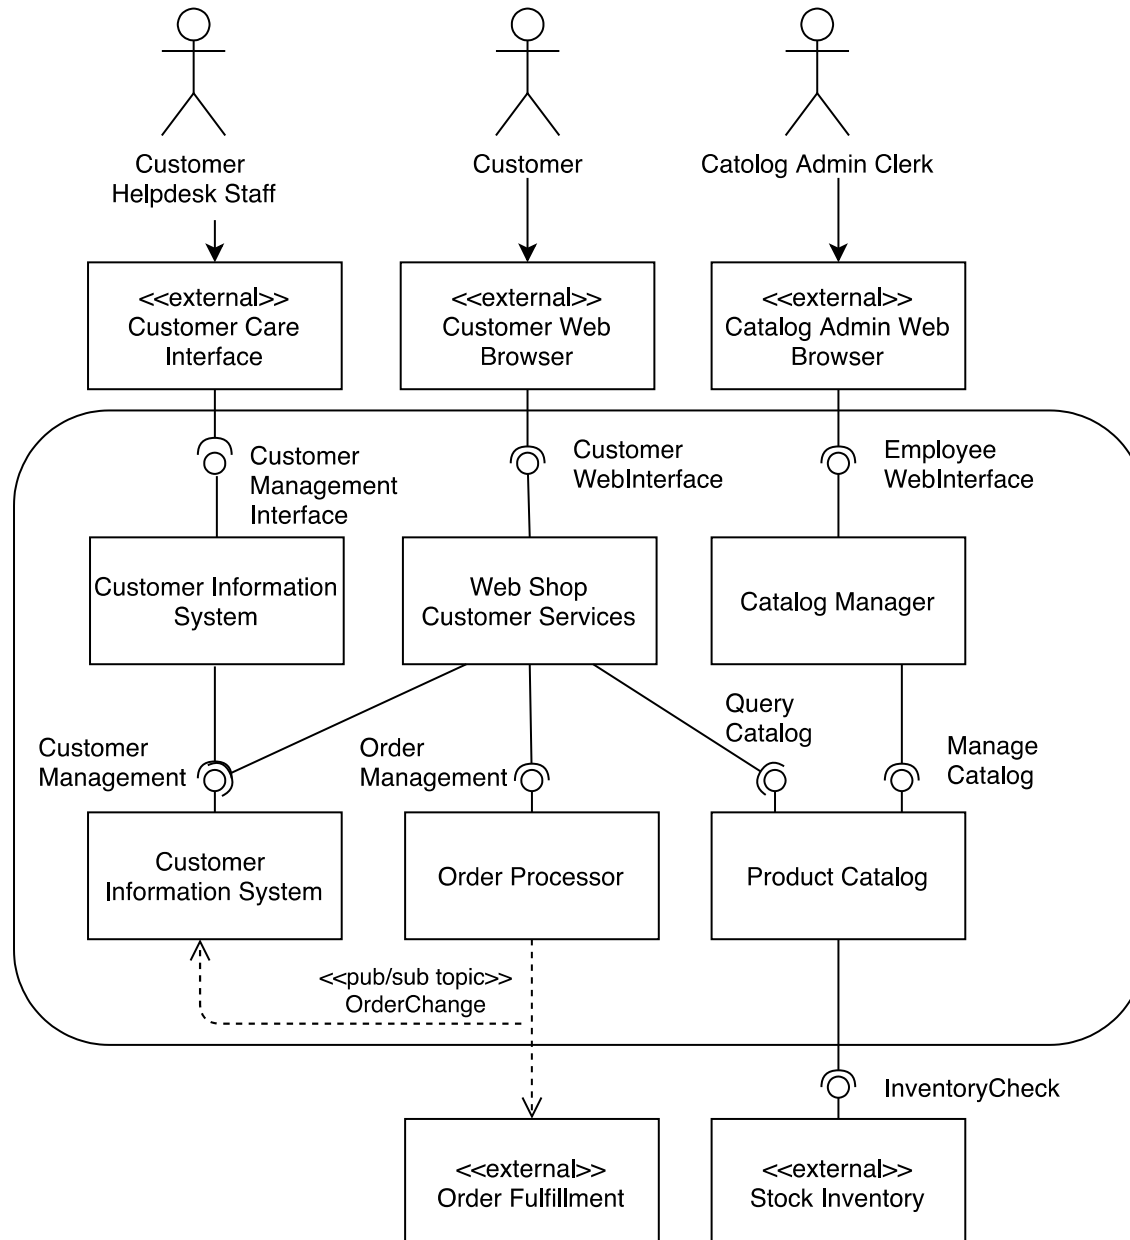 Customer
Helpdesk Staff
Customer
Catolog Admin Clerk
<<external>>
Customer Care
Interface
<<external>>
Customer Web
Browser
<<external>>
Catalog Admin Web
Browser
Customer
Management
Interface
Customer
WebInterface
Employee
WebInterface
Customer Information
System
Web Shop
Customer Services
Catalog Manager
Customer
Management
Order
Management
Query
Catalog
Manage
Catalog
Customer
Information System
Order Processor
Product Catalog
<<pub/sub topic>>
OrderChange
InventoryCheck
<<external>>
Order Fulfillment
<<external>>
Stock Inventory